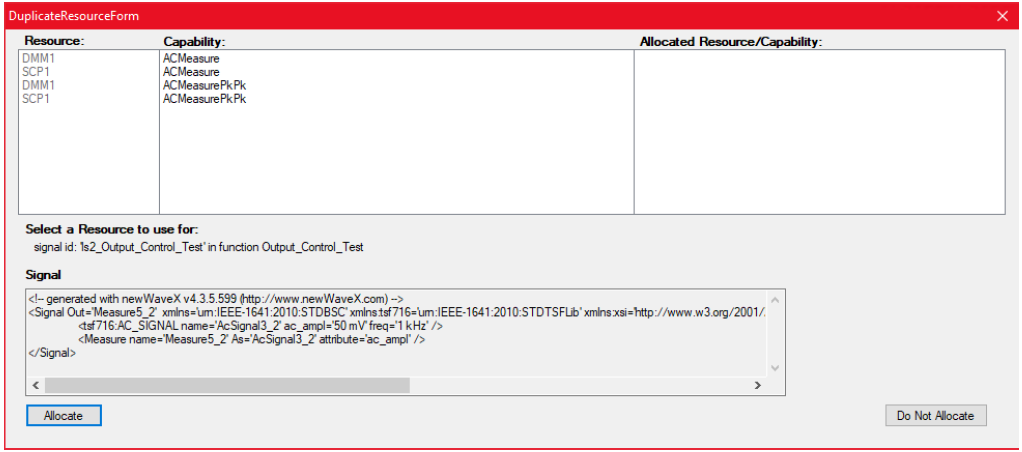 DuplicateResourceForm
Resource: Capability: Allocated Resource/Capability:
DMM1 ACMeasure
SCP1 ACMeasure
DMM1 ACMeasurePkPk
SCP1 ACMeasurePkPk
Select a Resource to use for:
signal id: 'ls2_Output_Control_Test' in function Output_Control_Test
Signal
<!-- generated with newWaveX v4.3.5.599 (http://www.newWaveX.com) -->
<Signal Out='Measure5_2' xmlns='urn:IEEE-1641:2010:STDBSC' xmlns:tsf716='urn:IEEE-1641:2010:STDTSFLib' xmlns:xsi='http://www.w3.org/2001/
<tsf716:AC_SIGNAL name='AcSignal3_2' ac_ampl='50 mV' freq='1 kHz' />
<Measure name='Measure5_2' As='AcSignal3_2' attribute='ac_ampl' />
</Signal>
Allocate Do Not Allocate